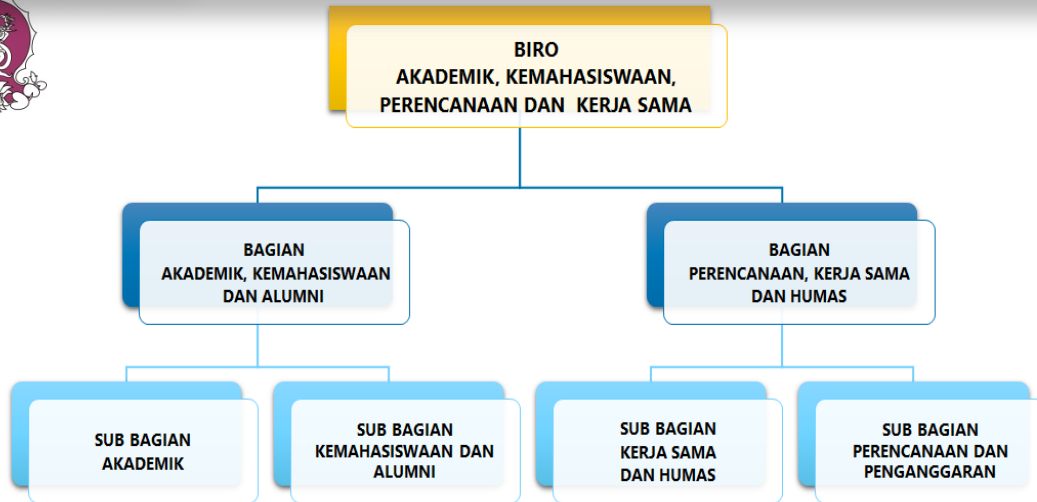 BIRO
AKADEMIK, KEMAHASISWAAN,
PERENCANAAN DAN KERJA SAMA
BAGIAN
AKADEMIK, KEMAHASISWAAN
DAN ALUMNI
BAGIAN
PERENCANAAN, KERJA SAMA
DAN HUMAS
SUB BAGIAN
AKADEMIK
SUB BAGIAN
KEMAHASISWAAN DAN
ALUMNI
SUB BAGIAN
KERJA SAMA
DAN HUMAS
SUB BAGIAN
PERENCANAAN DAN
PENGANGGARAN